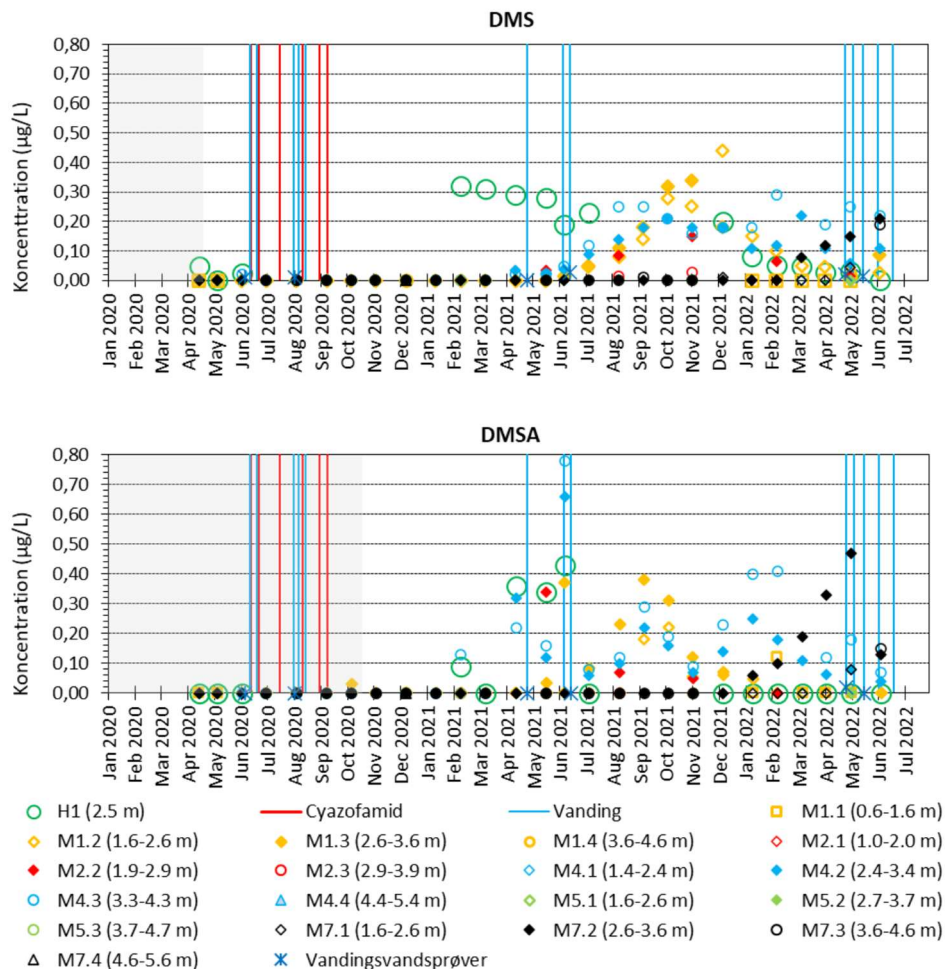 DMS
Koncenttration (µg/L)
0,80
0,70
0,60
0,50
0,40
0,30
0,20
0,10
0,00
Jan 2020
Feb 2020
Mar 2020
Apr 2020
May 2020
Jun 2020
Jul 2020
Aug 2020
Sep 2020
Oct 2020
Nov 2020
Dec 2020
Jan 2021
Feb 2021
Mar 2021
Apr 2021
May 2021
Jun 2021
Jul 2021
Aug 2021
Sep 2021
Oct 2021
Nov 2021
Dec 2021
Jan 2022
Feb 2022
Mar 2022
Apr 2022
May 2022
Jun 2022
Jul 2022
DMSA
Koncentration (µg/L)
0,80
0,70
0,60
0,50
0,40
0,30
0,20
0,10
0,00
Jan 2020
Feb 2020
Mar 2020
Apr 2020
May 2020
Jun 2020
Jul 2020
Aug 2020
Sep 2020
Oct 2020
Nov 2020
Dec 2020
Jan 2021
Feb 2021
Mar 2021
Apr 2021
May 2021
Jun 2021
Jul 2021
Aug 2021
Sep 2021
Oct 2021
Nov 2021
Dec 2021
Jan 2022
Feb 2022
Mar 2022
Apr 2022
May 2022
Jun 2022
Jul 2022
H1 (2.5 m) Cyazofamid Vanding M1.1 (0.6-1.6 m)
M1.2 (1.6-2.6 m) M1.3 (2.6-3.6 m) M1.4 (3.6-4.6 m) M2.1 (1.0-2.0 m)
M2.2 (1.9-2.9 m) M2.3 (2.9-3.9 m) M4.1 (1.4-2.4 m) M4.2 (2.4-3.4 m)
M4.3 (3.3-4.3 m) M4.4 (4.4-5.4 m) M5.1 (1.6-2.6 m) M5.2 (2.7-3.7 m)
M5.3 (3.7-4.7 m) M7.1 (1.6-2.6 m) M7.2 (2.6-3.6 m) M7.3 (3.6-4.6 m)
M7.4 (4.6-5.6 m) Vandingsvandsprøver